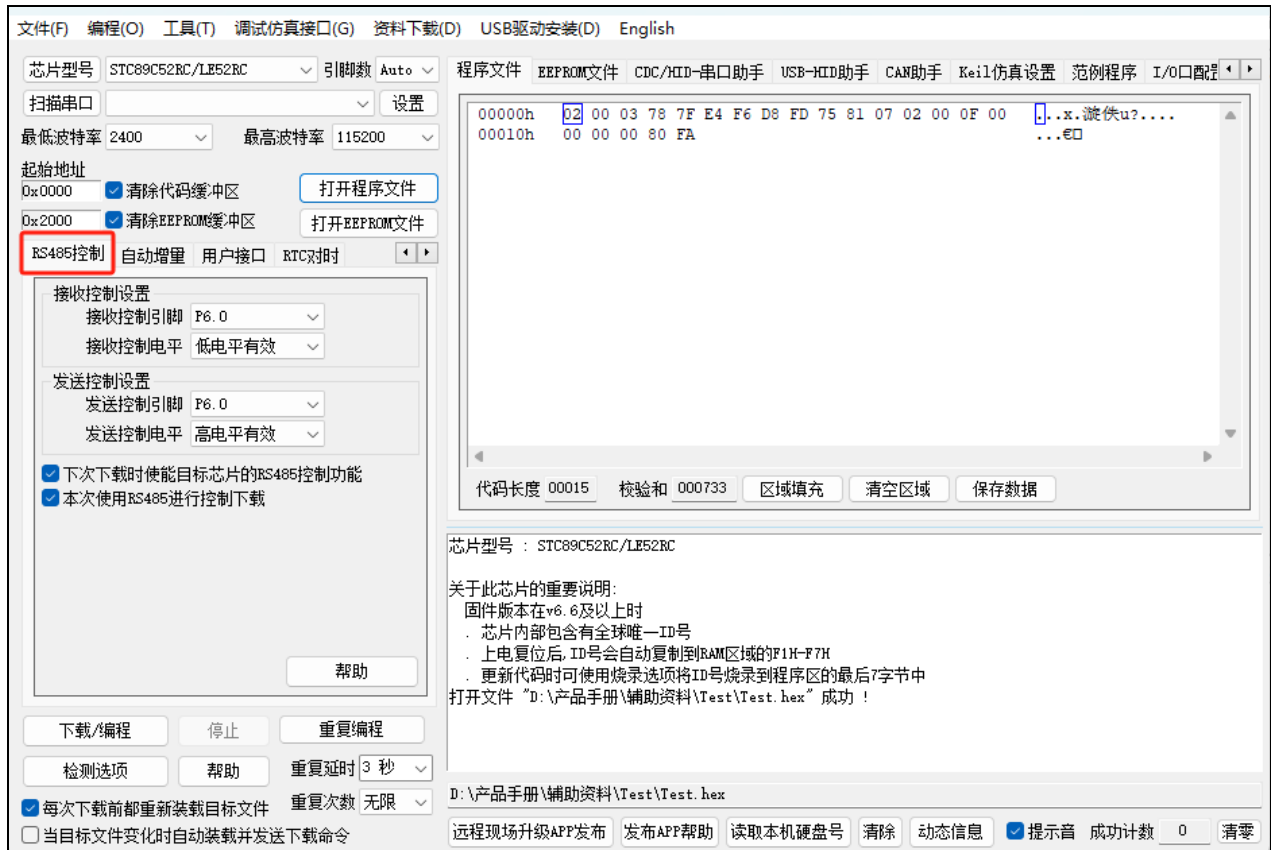 文件(F) 编程(O) 工具(T) 调试仿真接口(G) 资料下载(D) USB驱动安装(D) English
芯片型号 STC89C52RC/LE52RC 引脚数 Auto
扫描串口 设置
最低波特率 2400 最高波特率 115200
起始地址
0x0000 清除代码缓冲区 打开程序文件
0x2000 清除EEPROM缓冲区 打开EEPROM文件
RS485控制 自动增量 用户接口 RTC对时
接收控制设置
接收控制引脚 P6.0
接收控制电平 低电平有效
发送控制设置
发送控制引脚 P6.0
发送控制电平 高电平有效
下次下载时使能目标芯片的RS485控制功能
本次使用RS485进行控制下载
帮助
下载/编程 停止 重复编程
检测选项 帮助 重复延时 3 秒
每次下载前都重新装载目标文件 重复次数 无限
当目标文件变化时自动装载并发送下载命令
程序文件 EEPROM文件 CDC/HID-串口助手 USB-HID助手 CAN助手 Keil仿真设置 范例程序 I/O口配
00000h 02 00 03 78 7F E4 F6 D8 FD 75 81 07 02 00 0F 00 ...x.漩佚u?....
00010h 00 00 00 80 FA ...€
代码长度 00015 校验和 000733 区域填充 清空区域 保存数据
芯片型号 : STC89C52RC/LE52RC
关于此芯片的重要说明:
固件版本在v6.6及以上时
. 芯片内部包含有全球唯一ID号
. 上电复位后,ID号会自动复制到RAM区域的F1H-F7H
. 更新代码时可使用烧录选项将ID号烧录到程序区的最后7字节中
打开文件 "D:\产品手册\辅助资料\Test\Test.hex" 成功 !
D:\产品手册\辅助资料\Test\Test.hex
远程现场升级APP发布 发布APP帮助 读取本机硬盘号 清除 动态信息 提示音 成功计数 0 清零